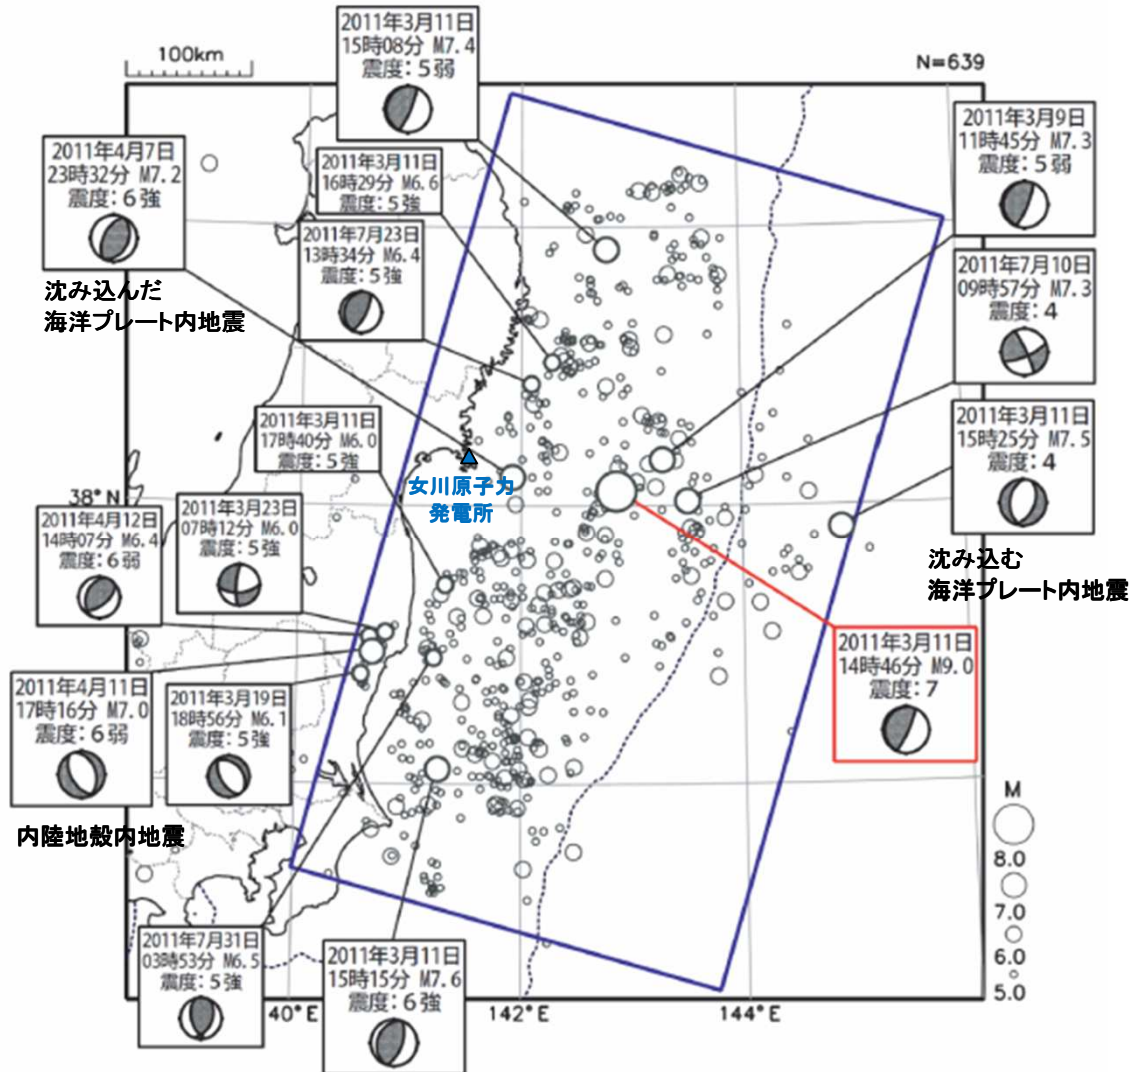 100km
N=639
2011年3月11日
15時08分 M7.4
震度:5弱
2011年3月9日
11時45分 M7.3
震度:5弱
2011年4月7日
23時32分 M7.2
震度:6強
沈み込んだ
海洋プレート内地震
2011年3月11日
16時29分 M6.6
震度:5強
2011年7月23日
13時34分 M6.4
震度:5強
2011年7月10日
09時57分 M7.3
震度:4
2011年3月11日
15時25分 M7.5
震度:4
沈み込む
海洋プレート内地震
2011年3月11日
17時40分 M6.0
震度:5強
女川原子力
発電所
38°N
2011年4月12日
14時07分 M6.4
震度:6弱
2011年3月23日
07時12分 M6.0
震度:5強
2011年3月11日
14時46分 M9.0
震度:7
2011年4月11日
17時16分 M7.0
震度:6弱
2011年3月19日
18時56分 M6.1
震度:5強
内陸地殻内地震
M
8.0
7.0
6.0
5.0
2011年7月31日
03時53分 M6.5
震度:5強
2011年3月11日
15時15分 M7.6
震度:6強
40°E
142°E
144°E